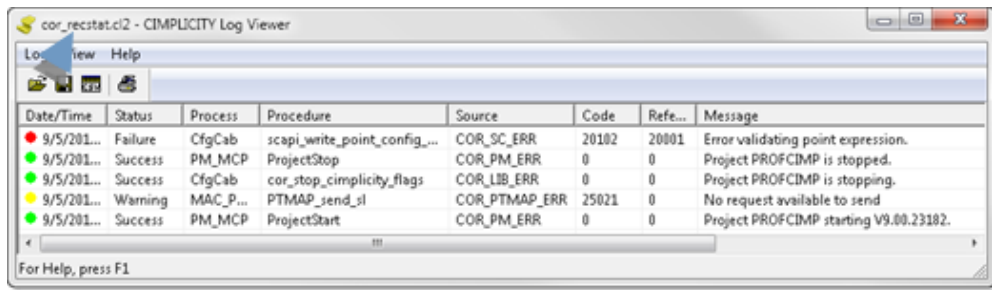 cor_recstat.cl2 - CIMPLICITY Log Viewer
View Help
Date/Time Status Process Procedure Source Code Refe... Message
9/5/201... Failure CfgCab scapi_write_point_config_... COR_SC_ERR 20102 20001 Error validating point expression.
9/5/201... Success PM_MCP ProjectStop COR_PM_ERR 0 0 Project PROFCIMP is stopped.
9/5/201... Success CfgCab cor_stop_cimplicity_flags COR_LIB_ERR 0 0 Project PROFCIMP is stopping.
9/5/201... Warning MAC_P... PTMAP_send_sl COR_PTMAP_ERR 25021 0 No request available to send
9/5/201... Success PM_MCP ProjectStart COR_PM_ERR 0 0 Project PROFCIMP starting V9.00.23182.
For Help, press F1